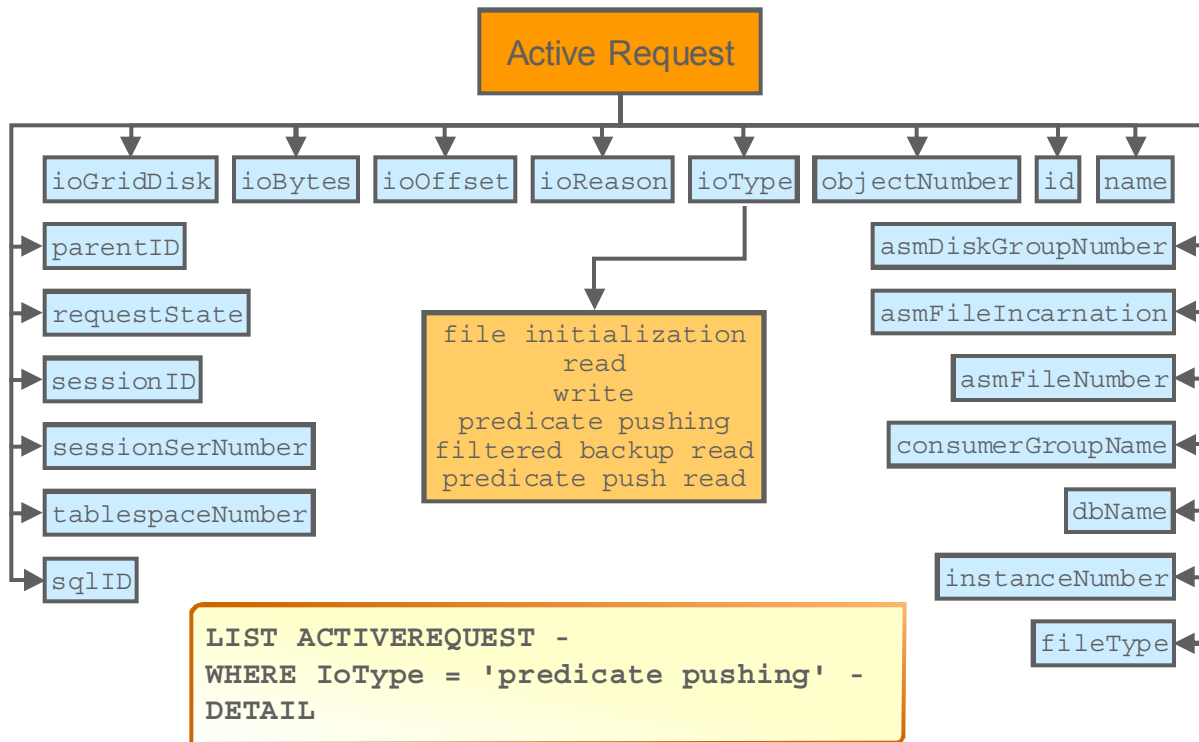 Active Request
ioGridDisk
ioBytes
ioOffset
ioReason
ioType
objectNumber
id
name
parentID
requestState
sessionID
sessionSerNumber
tablespaceNumber
sqlID
file initialization
read
write
predicate pushing
filtered backup read
predicate push read
asmDiskGroupNumber
asmFileIncarnation
asmFileNumber
consumerGroupName
dbName
instanceNumber
fileType
LIST ACTIVEREQUEST -
WHERE IoType = 'predicate pushing' -
DETAIL